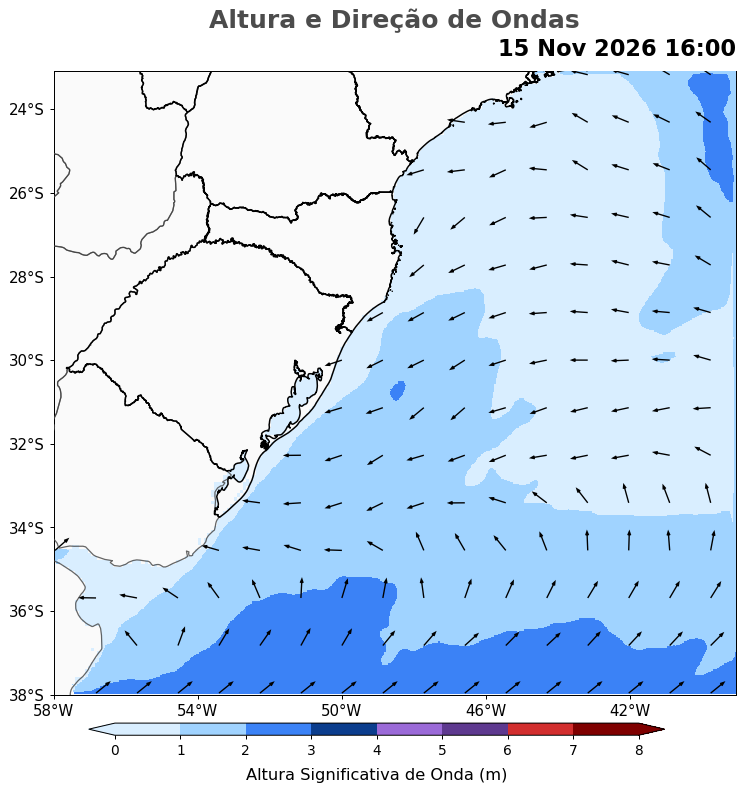 Altura e Direção de Ondas
15 Nov 2026 16:00
24°S
26°S
28°S
30°S
32°S
34°S
36°S
38°S
58°W 54°W 50°W 46°W 42°W
0 1 2 3 4 5 6 7 8
Altura Significativa de Onda (m)